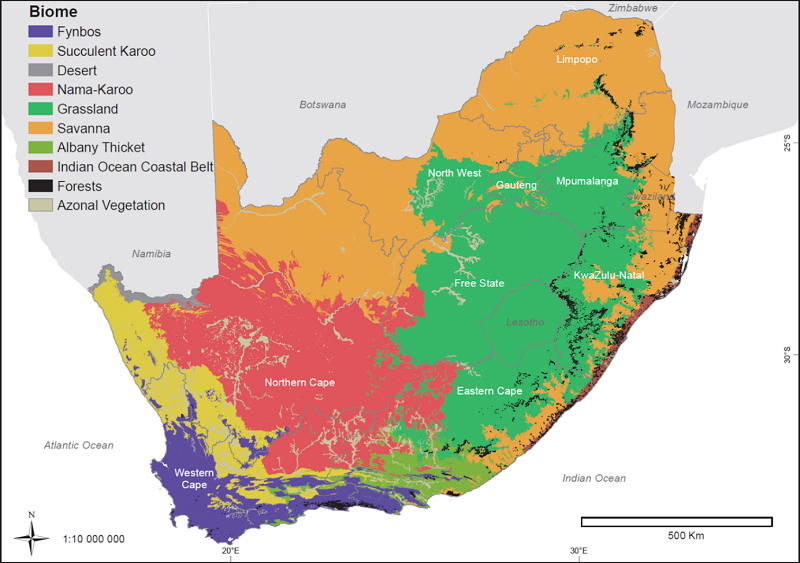 Biome
Fynbos
Succulent Karoo
Desert
Nama-Karoo
Grassland
Savanna
Albany Thicket
Indian Ocean Coastal Belt
Forests
Azonal Vegetation
Zimbabwe
Limpopo
Botswana
Mozambique
25°S
North West
Gauteng
Mpumalanga
Swaziland
Namibia
KwaZulu-Natal
Free State
Lesotho
30°S
Northern Cape
Eastern Cape
Atlantic Ocean
Western
Cape
Indian Ocean
N
1:10 000 000
500 Km
20°E
30°E